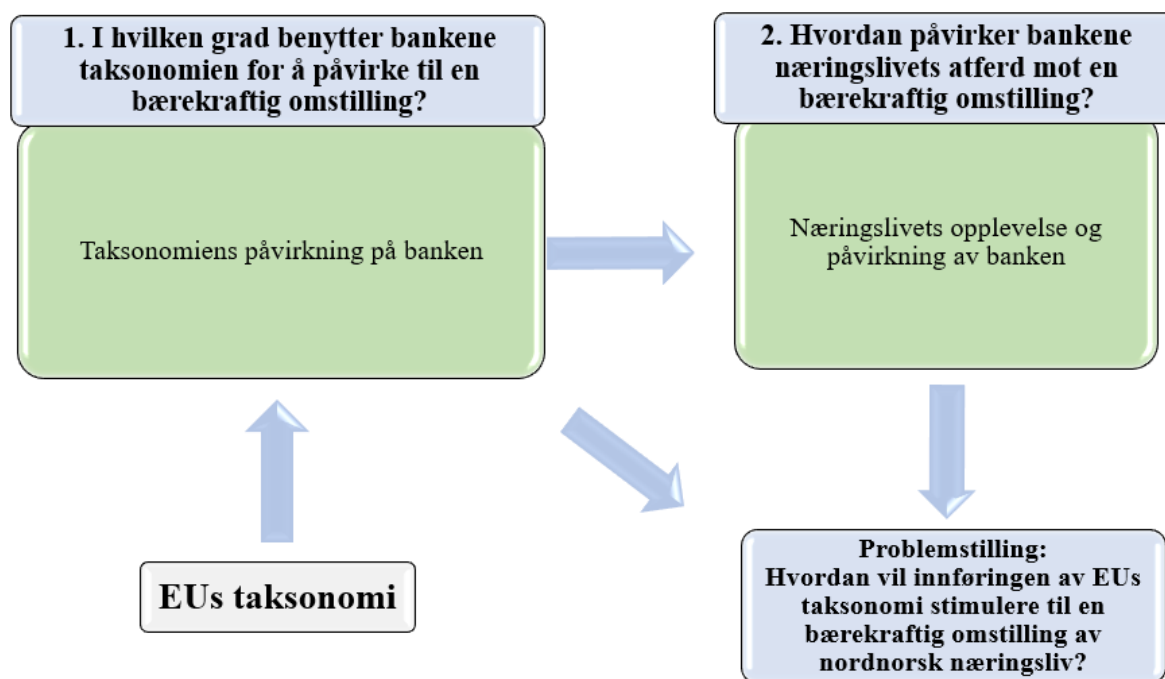 1. I hvilken grad benytter bankene
taksonomien for å påvirke til en
bærekraftig omstilling?
Taksonomiens påvirkning på banken
2. Hvordan påvirker bankene
næringslivets atferd mot en
bærekraftig omstilling?
Næringslivets opplevelse og
påvirkning av banken
EUs taksonomi
Problemstilling:
Hvordan vil innføringen av EUs
taksonomi stimulere til en
bærekraftig omstilling av
nordnorsk næringsliv?